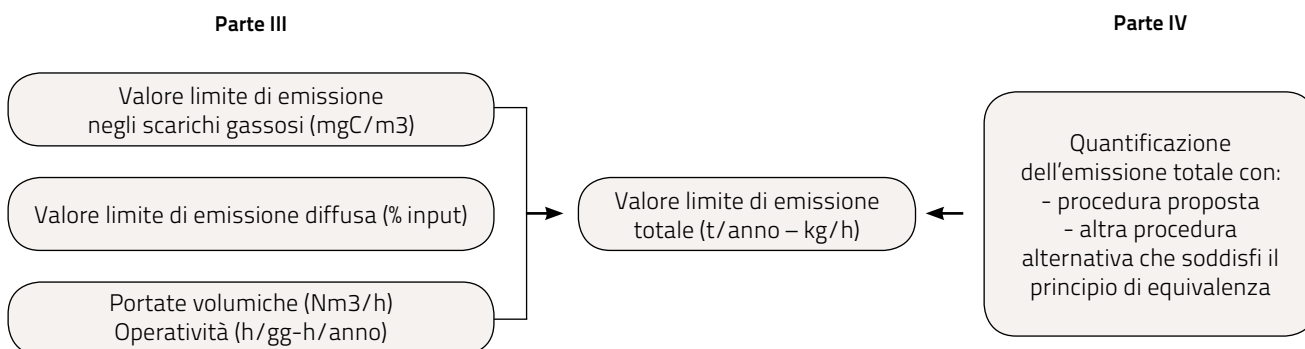 Parte III
Parte IV
Valore limite di emissione
negli scarichi gassosi (mgC/m3)
Valore limite di emissione diffusa (% input)
Portate volumiche (Nm3/h)
Operatività (h/gg-h/anno)
Valore limite di emissione
totale (t/anno – kg/h)
Quantificazione
dell'emissione totale con:
- procedura proposta
- altra procedura
alternativa che soddisfi il
principio di equivalenza